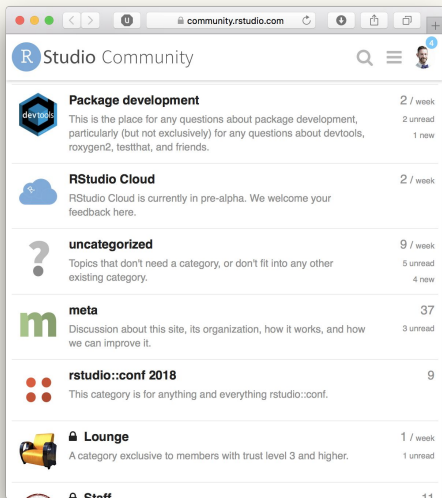 U
community.rstudio.com
R Studio Community
4
Package development
2 / week
This is the place for any questions about package development,
2 unread
particularly (but not exclusively) for any questions about devtools,
1 new
roxygen2, testthat, and friends.
devtools
RStudio Cloud
2 / week
RStudio Cloud is currently in pre-alpha. We welcome your
feedback here.
R
uncategorized
9 / week
Topics that don't need a category, or don't fit into any other
5 unread
existing category.
4 new
?
meta
37
Discussion about this site, its organization, how it works, and how
3 unread
we can improve it.
m
rstudio::conf 2018
9
This category is for anything and everything rstudio::conf.
Lounge
1 / week
A category exclusive to members with trust level 3 and higher.
1 unread
Staff
11